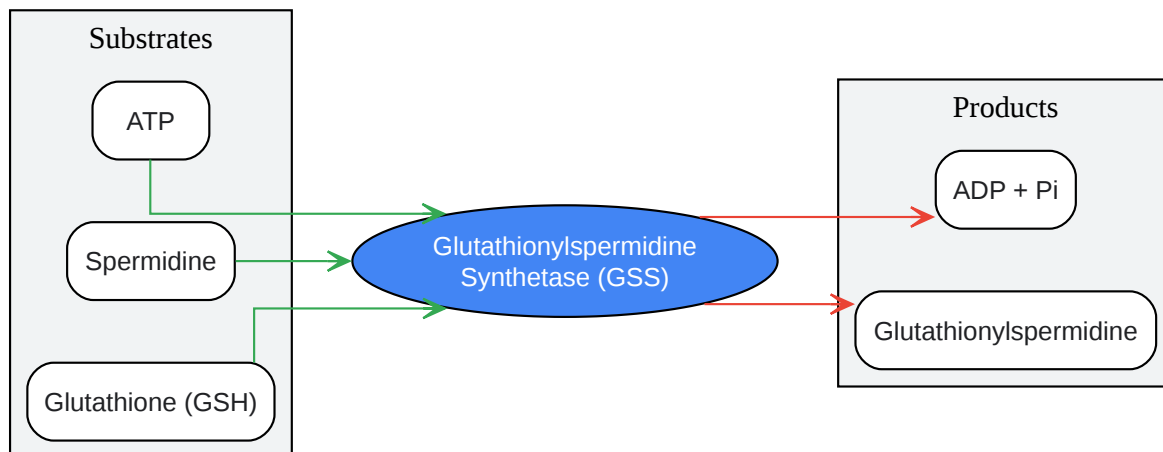 Substrates
ATP
Spermidine
Glutathione (GSH)
Glutathionylspermidine
Synthetase (GSS)
Products
ADP + Pi
Glutathionylspermidine